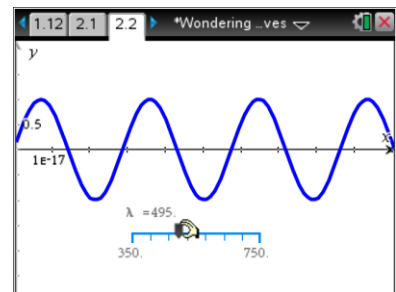 1.12 2.1 2.2 *Wondering …ves
y
0.5
x
1E-17
λ =495.
350. 750.